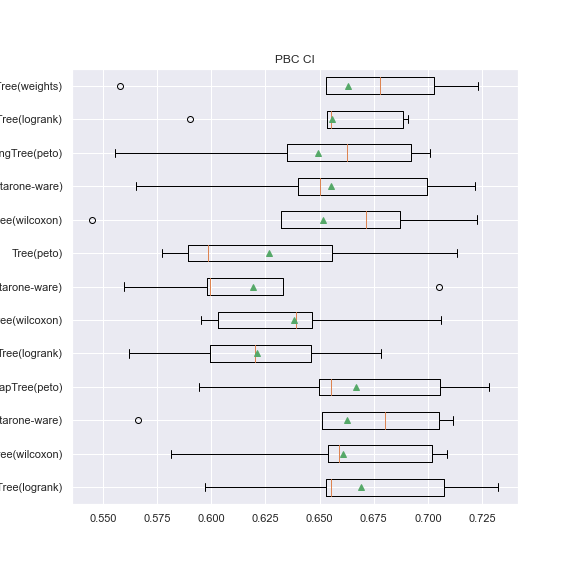 PBC CI
Tree(weights)
Tree(logrank)
ngTree(peto)
tarone-ware)
ree(wilcoxon)
Tree(peto)
tarone-ware)
ree(wilcoxon)
Tree(logrank)
apTree(peto)
tarone-ware)
ree(wilcoxon)
Tree(logrank)
0.550 0.575 0.600 0.625 0.650 0.675 0.700 0.725